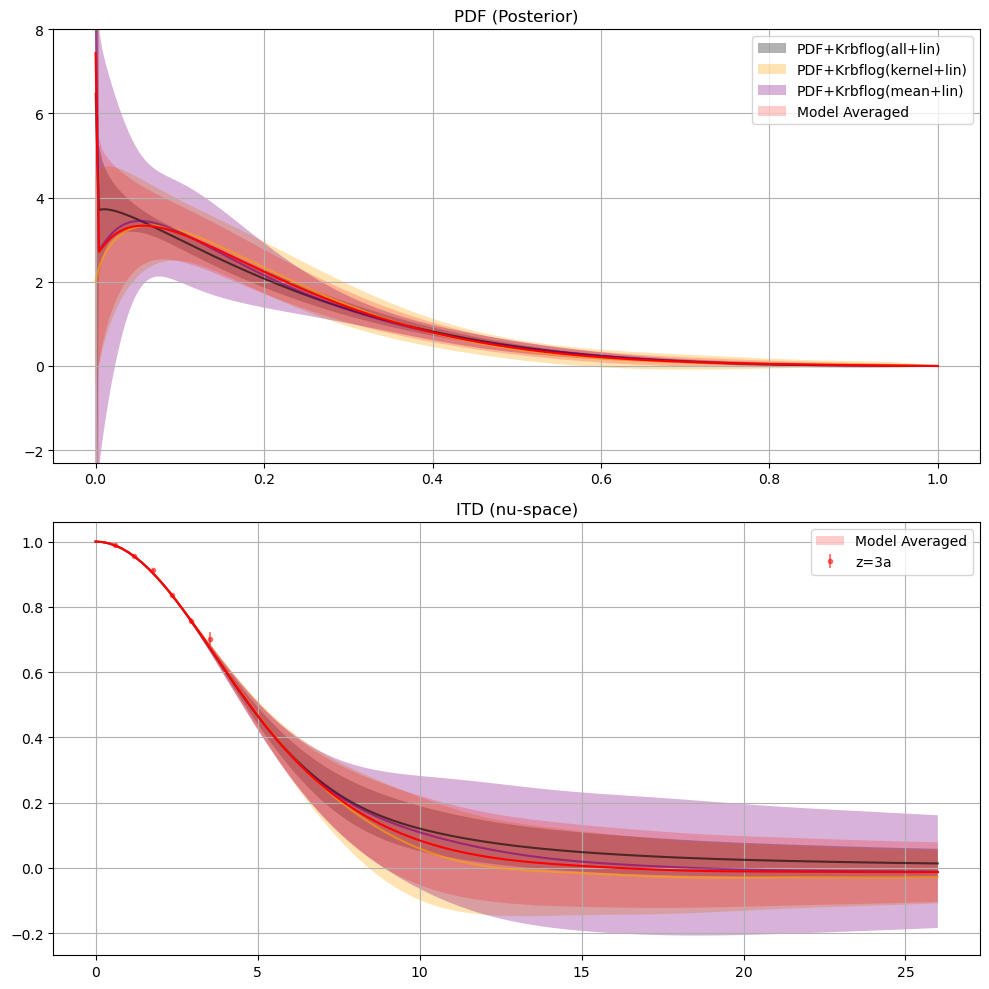 PDF (Posterior)
8
6
4
2
0
−2
PDF+Krbflog(all+lin)
PDF+Krbflog(kernel+lin)
PDF+Krbflog(mean+lin)
Model Averaged
0.0 0.2 0.4 0.6 0.8 1.0
ITD (nu-space)
1.0
0.8
0.6
0.4
0.2
0.0
−0.2
Model Averaged
z=3a
0 5 10 15 20 25